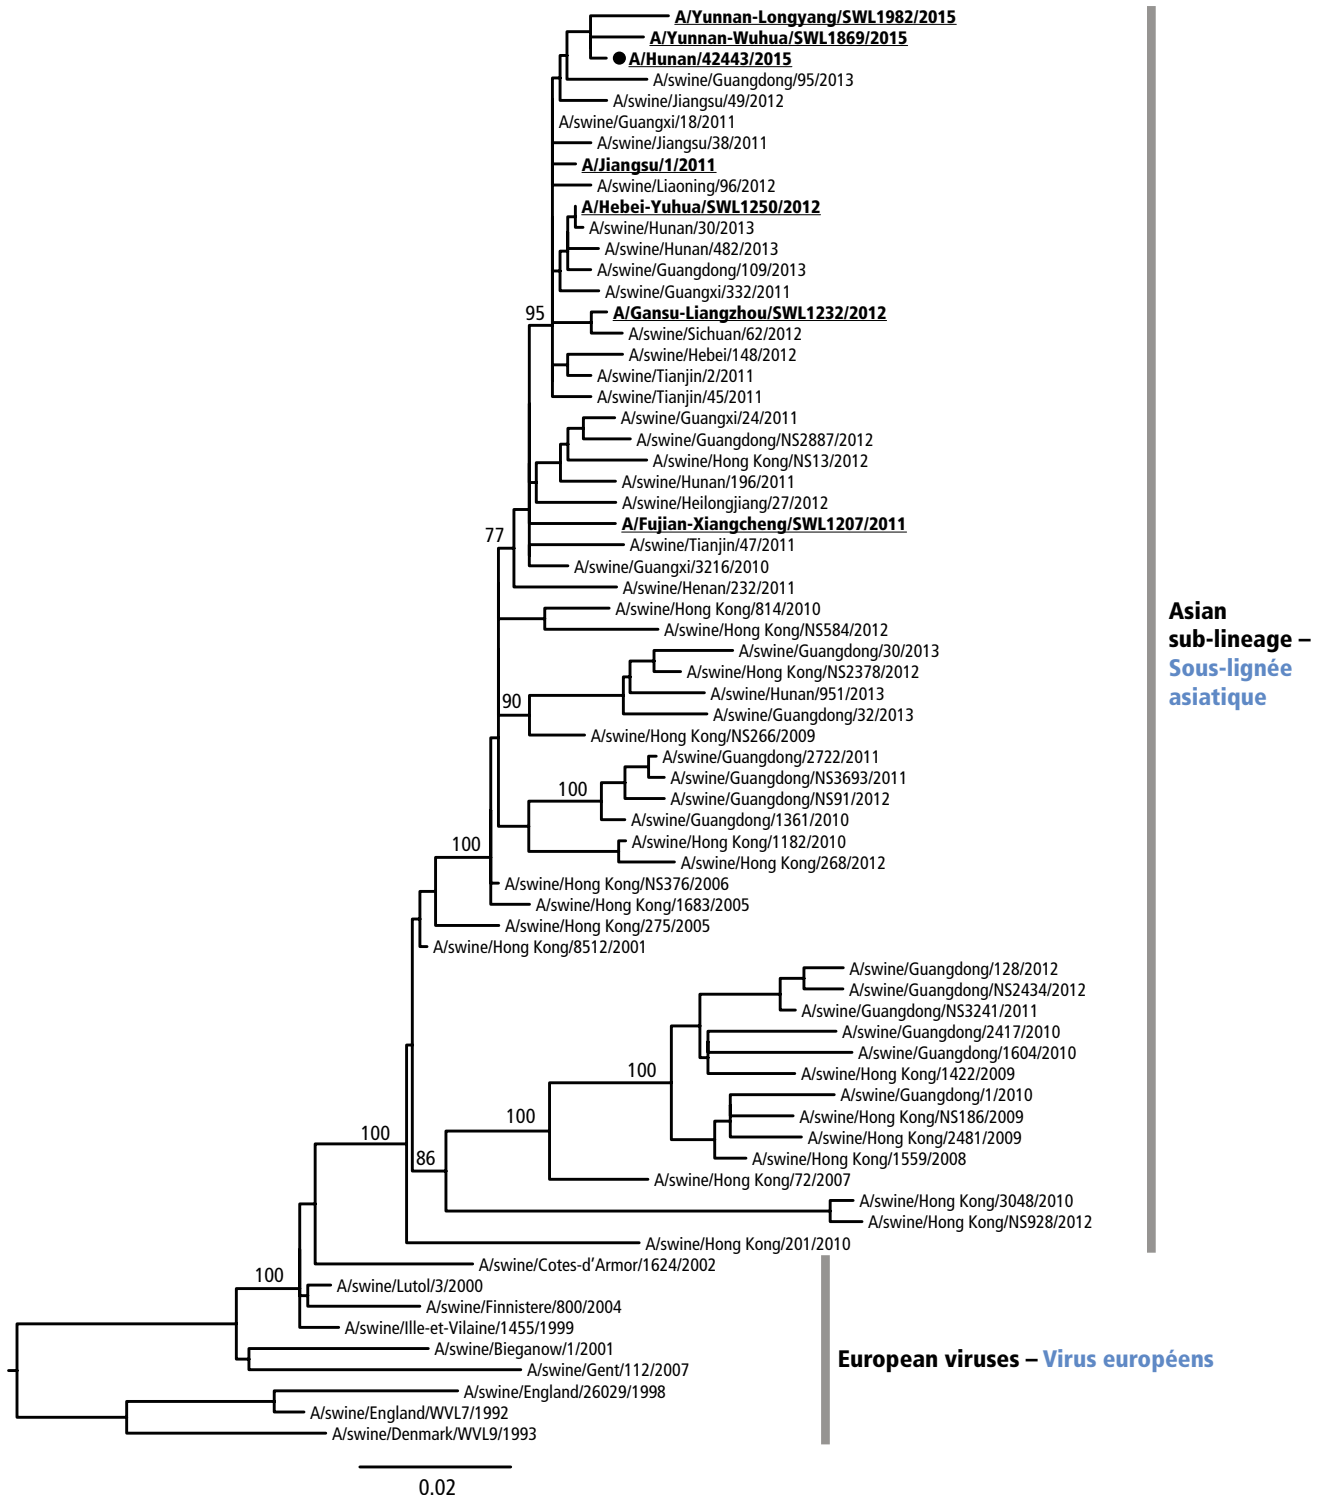 A/Yunnan-Longyang/SWL1982/2015
A/Yunnan-Wuhua/SWL1869/2015
A/Hunan/42443/2015
A/swine/Guangdong/95/2013
A/swine/Jiangsu/49/2012
A/swine/Guangxi/18/2011
A/swine/Jiangsu/38/2011
A/Jiangsu/1/2011
A/swine/Liaoning/96/2012
A/Hebei-Yuhua/SWL1250/2012
A/swine/Hunan/30/2013
A/swine/Hunan/482/2013
A/swine/Guangdong/109/2013
A/swine/Guangxi/332/2011
95
A/Gansu-Liangzhou/SWL1232/2012
A/swine/Sichuan/62/2012
A/swine/Hebei/148/2012
A/swine/Tianjin/2/2011
A/swine/Tianjin/45/2011
A/swine/Guangxi/24/2011
A/swine/Guangdong/NS2887/2012
A/swine/Hong Kong/NS13/2012
A/swine/Hunan/196/2011
A/swine/Heilongjiang/27/2012
A/Fujian-Xiangcheng/SWL1207/2011
77
A/swine/Tianjin/47/2011
A/swine/Guangxi/3216/2010
A/swine/Henan/232/2011
A/swine/Hong Kong/814/2010
A/swine/Hong Kong/NS584/2012
A/swine/Guangdong/30/2013
A/swine/Hong Kong/NS2378/2012
A/swine/Hunan/951/2013
90
A/swine/Guangdong/32/2013
A/swine/Hong Kong/NS266/2009
A/swine/Guangdong/2722/2011
A/swine/Guangdong/NS3693/2011
100
A/swine/Guangdong/NS91/2012
A/swine/Guangdong/1361/2010
A/swine/Hong Kong/1182/2010
100
A/swine/Hong Kong/268/2012
A/swine/Hong Kong/NS376/2006
A/swine/Hong Kong/1683/2005
A/swine/Hong Kong/275/2005
A/swine/Hong Kong/8512/2001
A/swine/Guangdong/128/2012
A/swine/Guangdong/NS2434/2012
A/swine/Guangdong/NS3241/2011
A/swine/Guangdong/2417/2010
A/swine/Guangdong/1604/2010
100
A/swine/Hong Kong/1422/2009
A/swine/Guangdong/1/2010
100
A/swine/Hong Kong/NS186/2009
100
A/swine/Hong Kong/2481/2009
86
A/swine/Hong Kong/1559/2008
A/swine/Hong Kong/72/2007
A/swine/Hong Kong/3048/2010
A/swine/Hong Kong/NS928/2012
A/swine/Hong Kong/201/2010
Asian
sub-lineage –
Sous-lignée
asiatique
A/swine/Cotes-d’Armor/1624/2002
100
A/swine/Lutol/3/2000
A/swine/Finnistere/800/2004
A/swine/Ille-et-Vilaine/1455/1999
A/swine/Bieganow/1/2001
A/swine/Gent/112/2007
A/swine/England/26029/1998
A/swine/England/WVL7/1992
A/swine/Denmark/WVL9/1993
European viruses – Virus européens
0.02